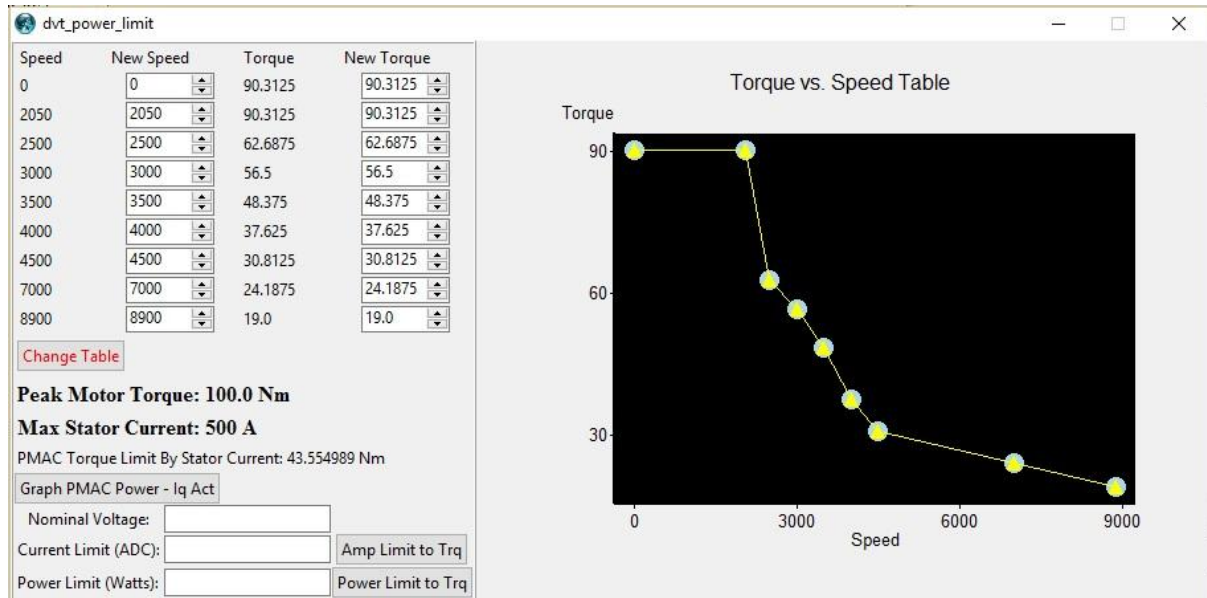 dvt_power_limit
Speed New Speed Torque New Torque
0 0 90.3125 90.3125
2050 2050 90.3125 90.3125
2500 2500 62.6875 62.6875
3000 3000 56.5 56.5
3500 3500 48.375 48.375
4000 4000 37.625 37.625
4500 4500 30.8125 30.8125
7000 7000 24.1875 24.1875
8900 8900 19.0 19.0
Change Table
Peak Motor Torque: 100.0 Nm
Max Stator Current: 500 A
PMAC Torque Limit By Stator Current: 43.554989 Nm
Graph PMAC Power - Iq Act
Nominal Voltage:
Current Limit (ADC): Amp Limit to Trq
Power Limit (Watts): Power Limit to Trq
Torque vs. Speed Table
Torque
90
60
30
0 3000 6000 9000
Speed